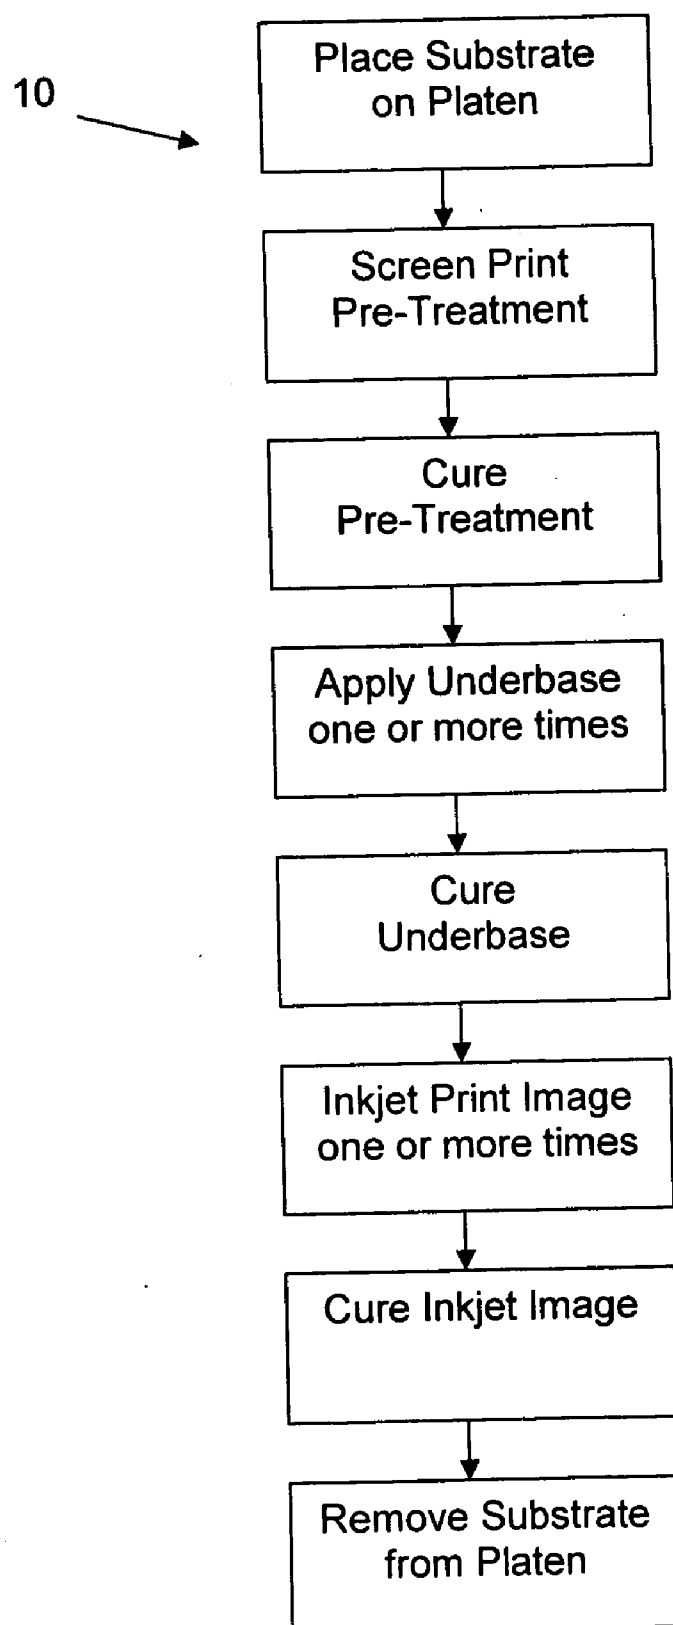 10
Place Substrate
on Platen
Screen Print
Pre-Treatment
Cure
Pre-Treatment
Apply Underbase
one or more times
Cure
Underbase
Inkjet Print Image
one or more times
Cure Inkjet Image
Remove Substrate
from Platen